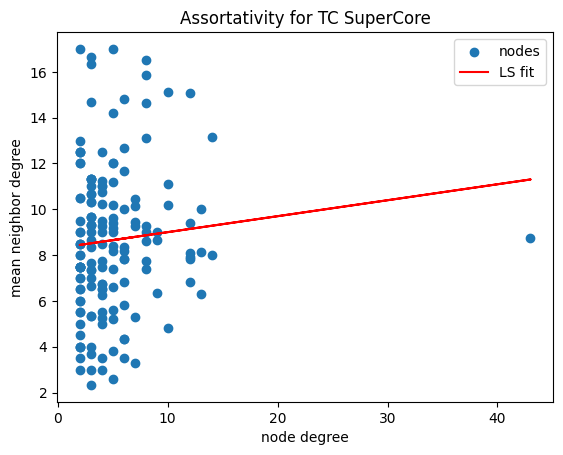 Assortativity for TC SuperCore
nodes
LS fit
mean neighbor degree
16
14
12
10
8
6
4
2
0
10
20
30
40
node degree